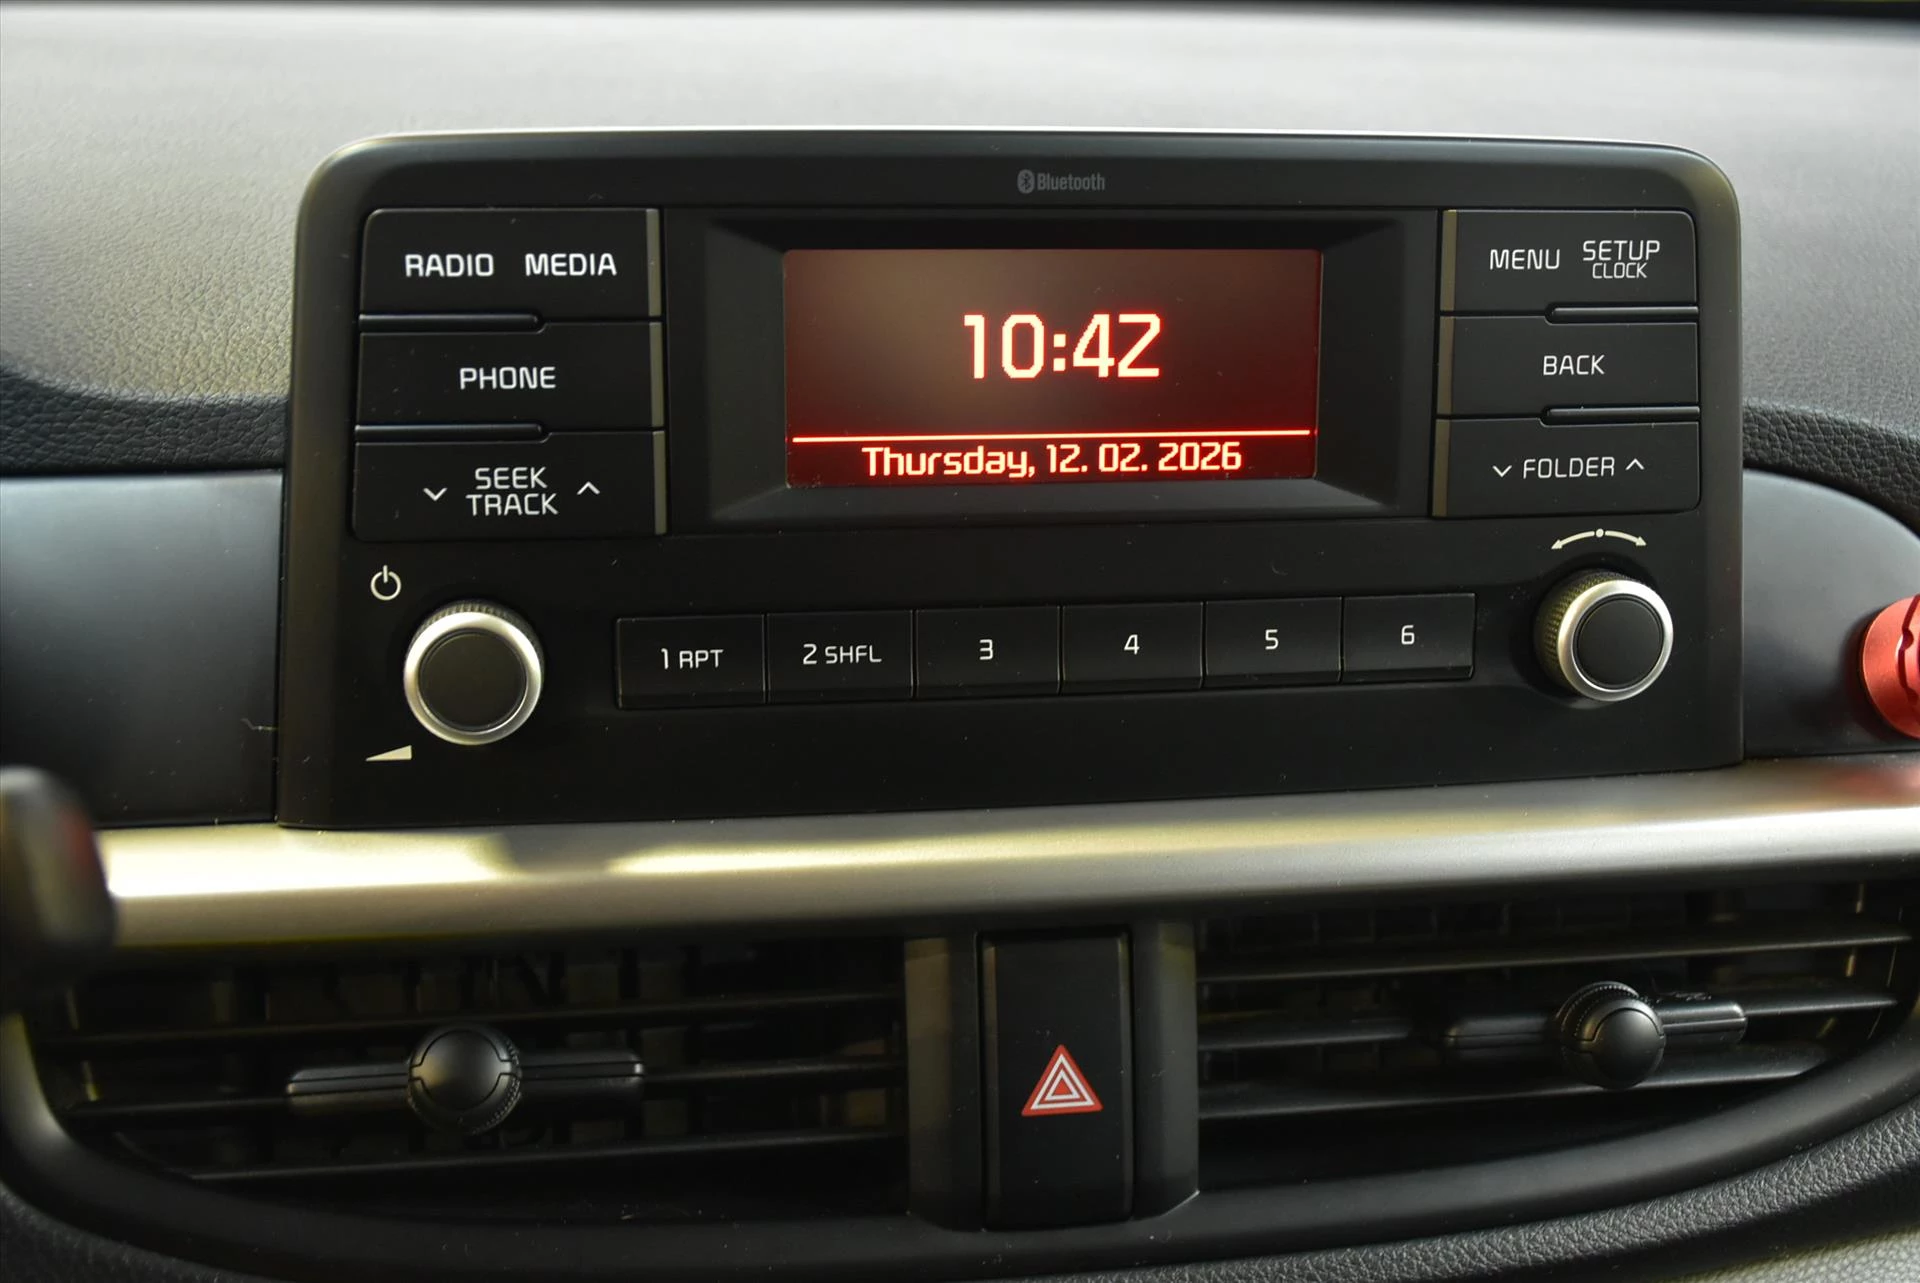 Bluetooth
RADIO MEDIA
MENU SETUP
CLOCK
10:42
PHONE
BACK
Thursday, 12. 02. 2026
SEEK
TRACK
FOLDER
1 RPT 2 SHFL 3 4 5 6